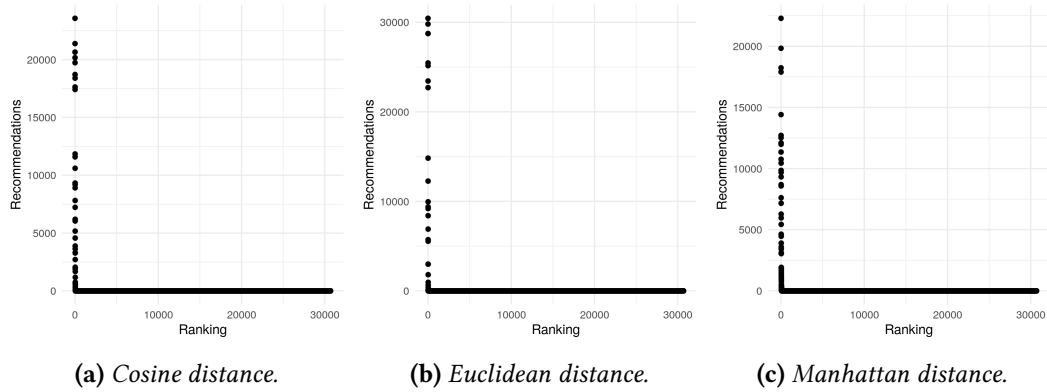 Recommendations
20000
15000
10000
5000
0
0 10000 20000 30000
Ranking
(a) Cosine distance.
Recommendations
30000
20000
10000
0
0 10000 20000 30000
Ranking
(b) Euclidean distance.
Recommendations
20000
15000
10000
5000
0
0 10000 20000 30000
Ranking
(c) Manhattan distance.